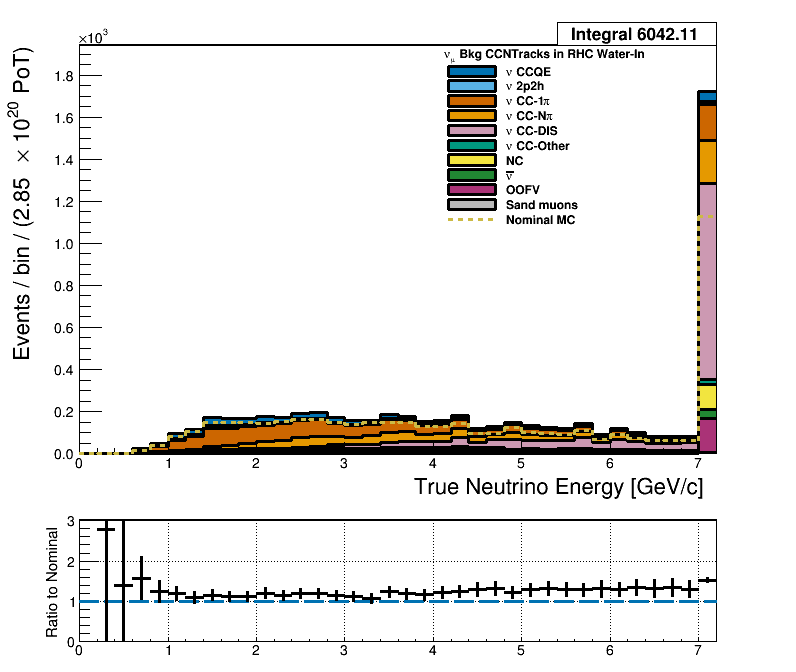 Integral 6042.11
×10³
ν_μ Bkg CCNTracks in RHC Water-In
ν CCQE
ν 2p2h
ν CC-1π
ν CC-Nπ
ν CC-DIS
ν CC-Other
NC
ν̅
OOFV
Sand muons
Nominal MC
Events / bin / (2.85 × 10²⁰ PoT)
1.8
1.6
1.4
1.2
1.0
0.8
0.6
0.4
0.2
0.0
0 1 2 3 4 5 6 7
True Neutrino Energy [GeV/c]
Ratio to Nominal
3
2
1
0
0 1 2 3 4 5 6 7